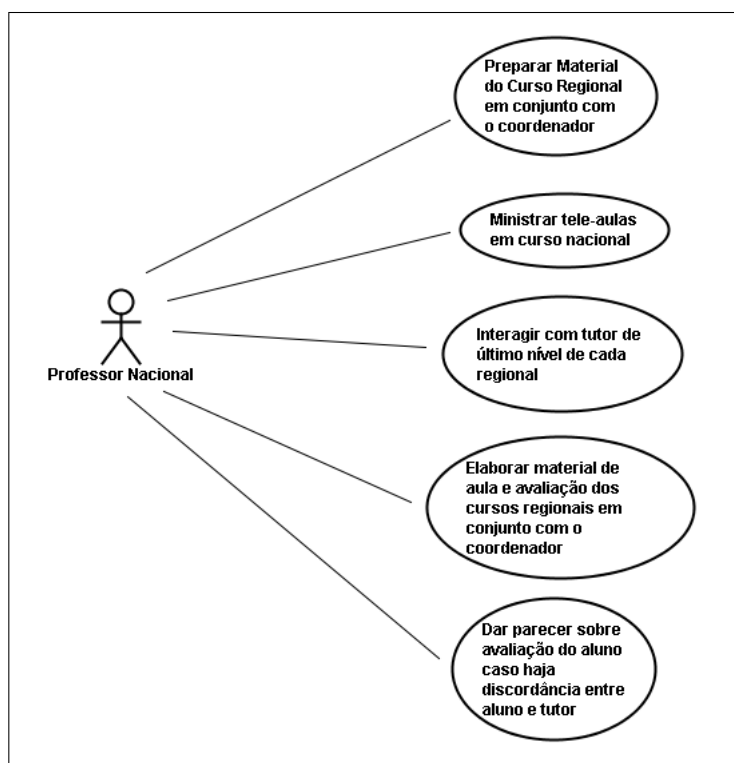 Preparar Material
do Curso Regional
em conjunto com
o coordenador
Ministrar tele-aulas
em curso nacional
Interagir com tutor de
último nível de cada
regional
Professor Nacional
Elaborar material de
aula e avaliação dos
cursos regionais em
conjunto com o
coordenador
Dar parecer sobre
avaliação do aluno
caso haja
discordância entre
aluno e tutor